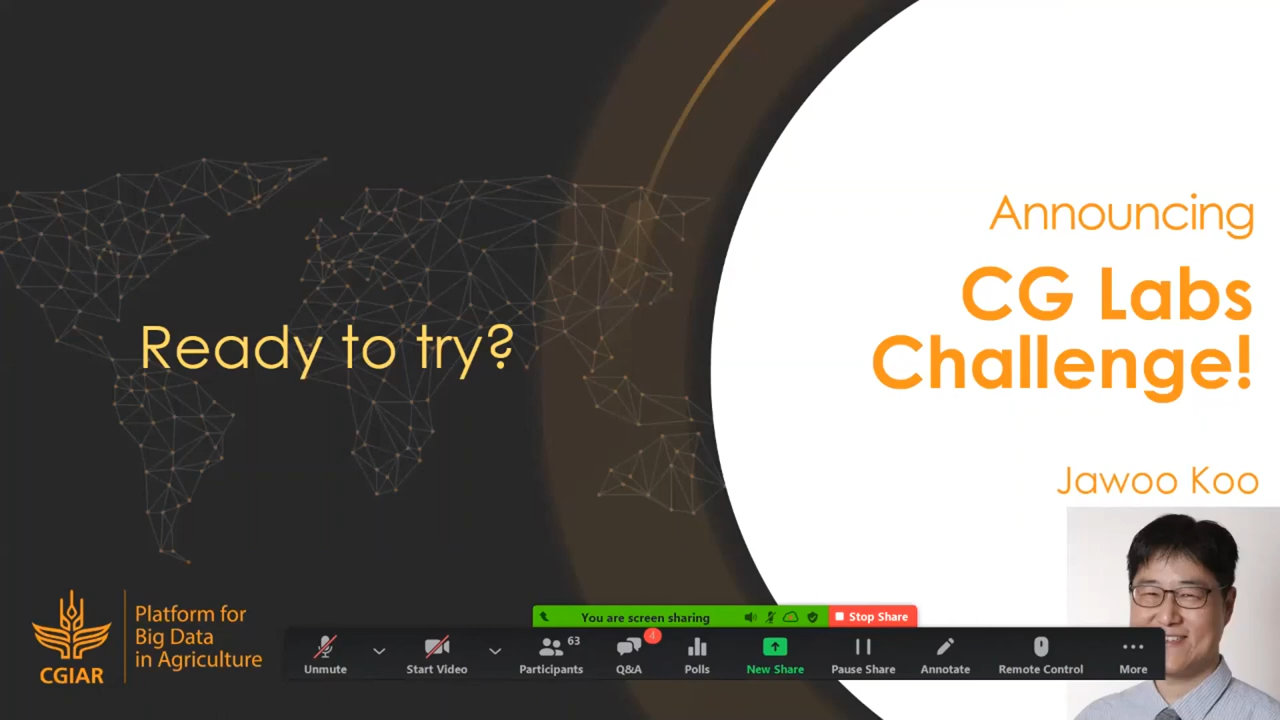 Announcing
CG Labs
Challenge!
Ready to try?
Jawoo Koo
Platform for
Big Data
in Agriculture
CGIAR
You are screen sharing
Stop Share
Unmute
Start Video
Participants
63
Q&A
4
Polls
New Share
Pause Share
Annotate
Remote Control
More